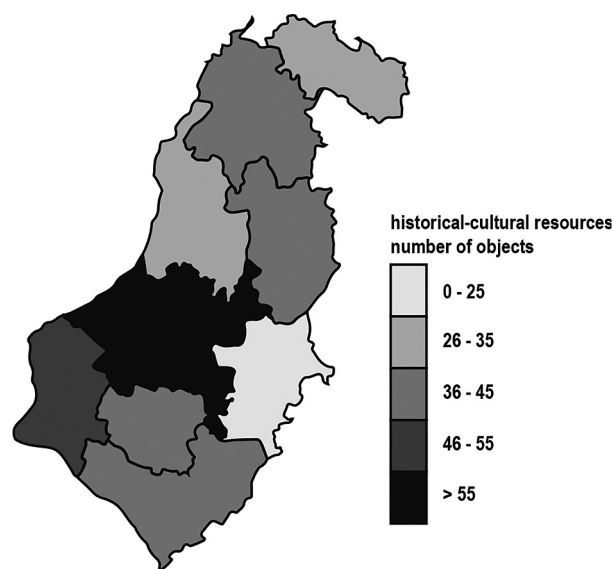 historical-cultural resources
number of objects
0 - 25
26 - 35
36 - 45
46 - 55
> 55